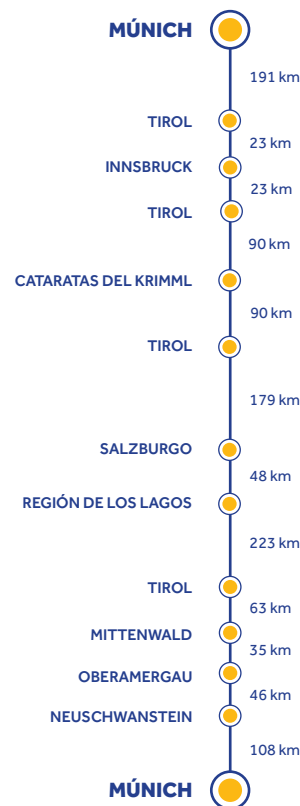 MÚNICH
191 km
TIROL
23 km
INNSBRUCK
23 km
TIROL
90 km
CATARATAS DEL KRIMML
90 km
TIROL
179 km
SALZBURGO
48 km
REGIÓN DE LOS LAGOS
223 km
TIROL
63 km
MITTENWALD
35 km
OBERAMERGAU
46 km
NEUSCHWANSTEIN
108 km
MÚNICH